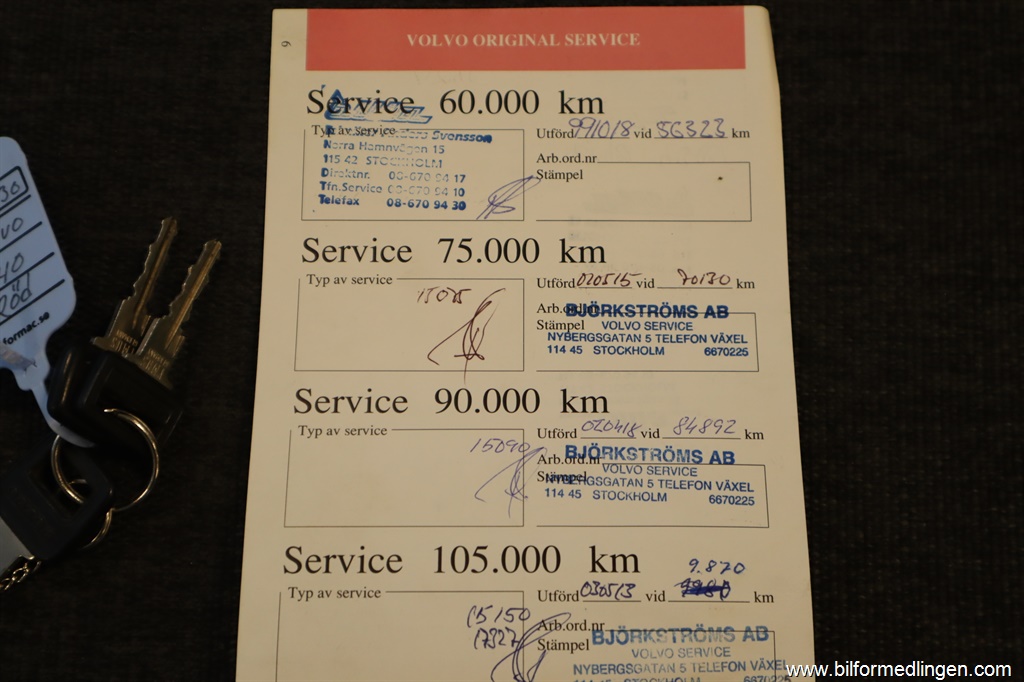 9
VOLVO ORIGINAL SERVICE
Service 60.000 km
Typ av service
Svensson
Norra Hamnvägen 15
115 42 STOCKHOLM
Direktnr. 08-670 94 17
Tfn.Service 08-670 94 10
Telefax 08-670 94 30
Utförd 991018 vid 56323 km
Arb.ord.nr
Stämpel
Service 75.000 km
Typ av service
15075
Utförd vid 70130 km
Arb.ord.nr
Stämpel
BJÖRKSTRÖMS AB
VOLVO SERVICE
NYBERGSGATAN 5 TELEFON VÄXEL
114 45 STOCKHOLM 6670225
Service 90.000 km
Typ av service
15090
Utförd 020418 vid 84892 km
Arb.ord.nr
Stämpel
BJÖRKSTRÖMS AB
VOLVO SERVICE
NYBERGSGATAN 5 TELEFON VÄXEL
114 45 STOCKHOLM 6670225
Service 105.000 km
Typ av service
15150
17327
9.870
Utförd 030513 vid km
Arb.ord.nr
Stämpel
BJÖRKSTRÖMS AB
VOLVO SERVICE
NYBERGSGATAN 5 TELEFON VÄXEL
formac.se
www.bilformedlingen.com